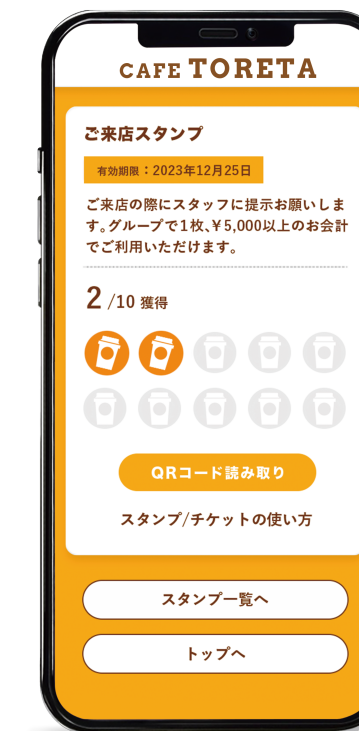 CAFE TORETA
ご来店スタンプ
有効期限：2023年12月25日
ご来店の際にスタッフに提示お願いしま
す。グループで1枚、¥5,000以上のお会計
でご利用いただけます。
2/10 獲得
QRコード読み取り
スタンプ/チケットの使い方
スタンプ一覧へ
トップへ